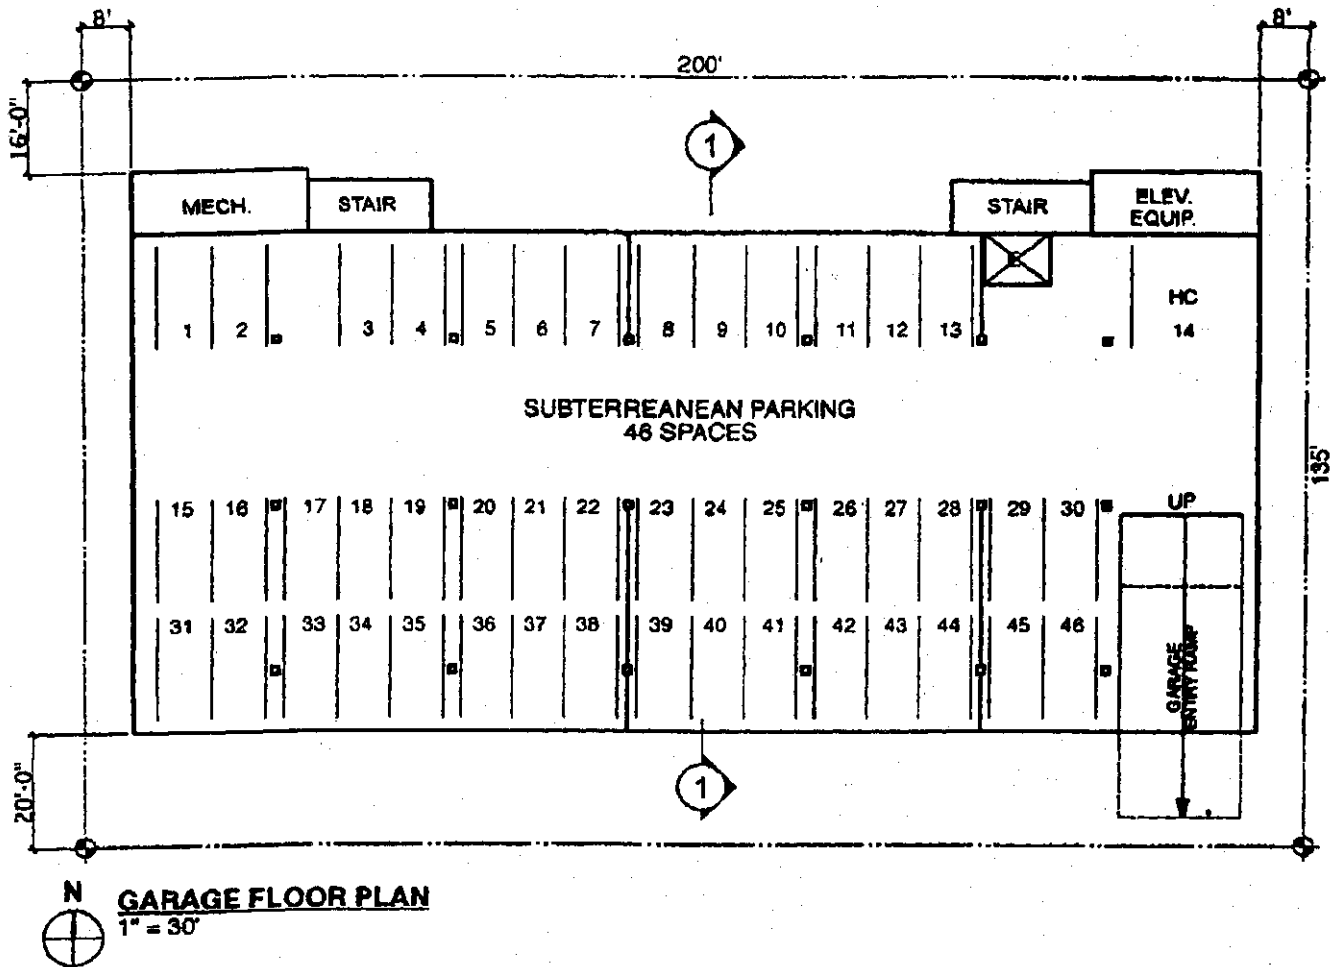 8' 8'
200'
16'-0"
1
MECH. STAIR STAIR ELEV.
EQUIP.
E
HC
1 2 3 4 5 6 7 8 9 10 11 12 13 14
SUBTERREANEAN PARKING
46 SPACES
135'
UP
15 16 17 18 19 20 21 22 23 24 25 26 27 28 29 30
31 32 33 34 35 36 37 38 39 40 41 42 43 44 45 46
GARAGE
ENTRY RAMP
20'-0"
1
N
GARAGE FLOOR PLAN
1" = 30'